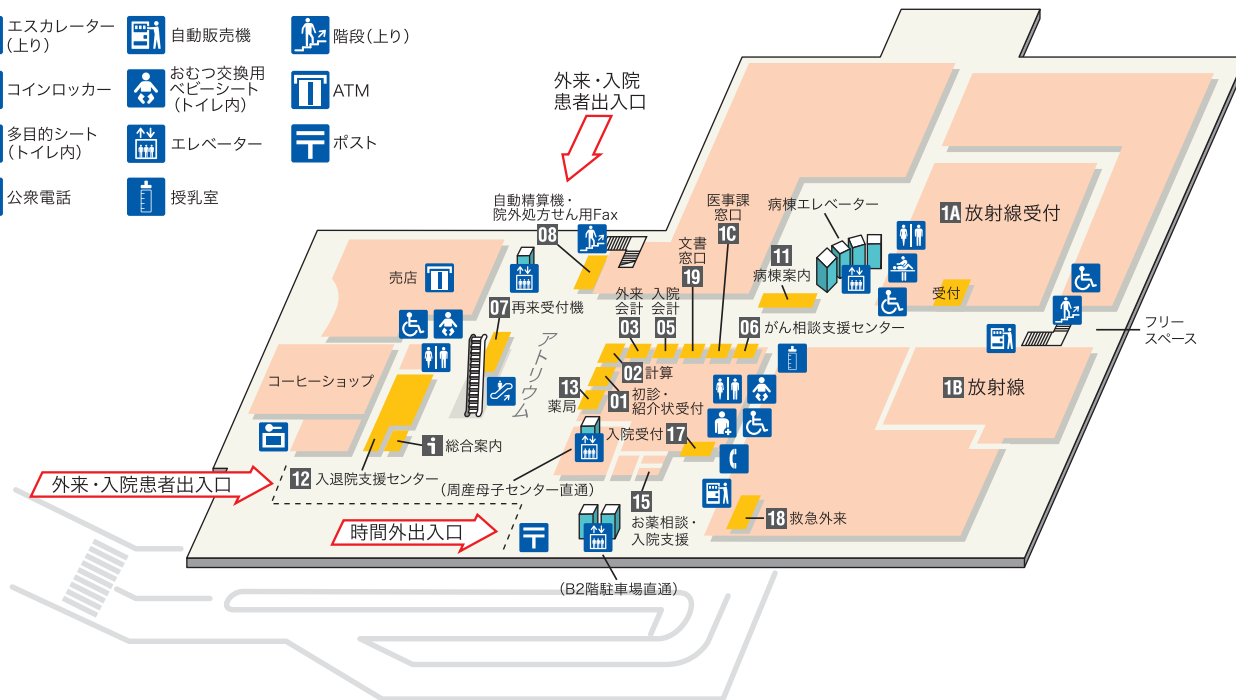 エスカレーター
(上り)
自動販売機
階段(上り)
コインロッカー
おむつ交換用
ベビーシート
(トイレ内)
ATM
多目的シート
(トイレ内)
エレベーター
ポスト
公衆電話
授乳室
外来・入院
患者出入口
自動精算機・
院外処方せん用Fax
08
医事課
窓口
1C
病棟エレベーター
1A 放射線受付
文書
窓口
19
11
病棟案内
受付
売店
07 再来受付機
外来
会計
03
入院
会計
05
06 がん相談支援センター
フリー
スペース
アトリウム
コーヒーショップ
02 計算
13
薬局
01 初診・
紹介状受付
1B 放射線
入院受付 17
i 総合案内
12 入退院支援センター
外来・入院患者出入口
(周産母子センター直通)
15
お薬相談・
入院支援
18 救急外来
時間外出入口
(B2階駐車場直通)